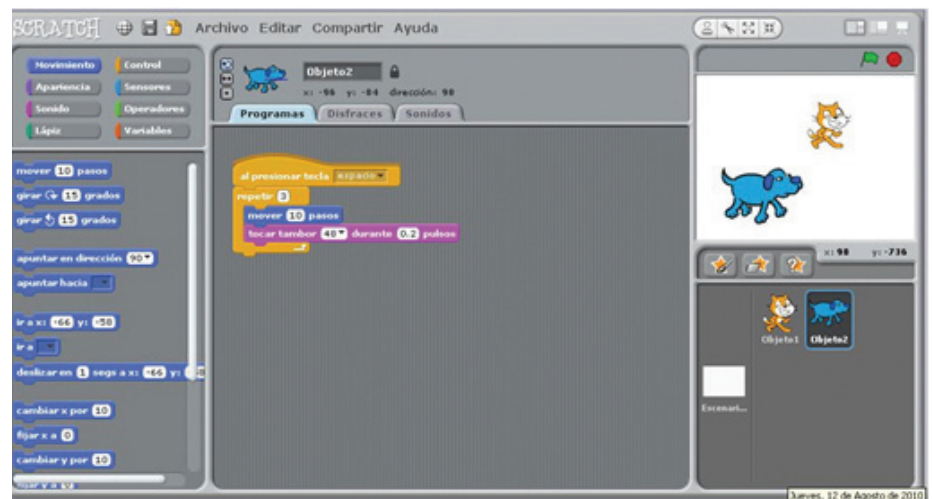 SCRATCH Archivo Editar Compartir Ayuda
Movimiento Control
Apariencia Sensores
Sonido Operadores
Lápiz Variables
Objeto2
x: -96 y: -84 dirección: 90
Programas Disfraces Sonidos
mover 10 pasos
girar 15 grados
girar 15 grados
apuntar en dirección 90
apuntar hacia
ir a x: -66 y: -58
ir a
deslizar en 1 segs a x: -66 y:
cambiar x por 10
fijar x a 0
cambiar y por 10
fijar y a 0
al presionar tecla espacio
repetir 3
mover 10 pasos
tocar tambor 48 durante 0.2 pulsos
x: 98 y: -736
Objeto1 Objeto2
Escenari...
Jueves, 12 de Agosto de 2010